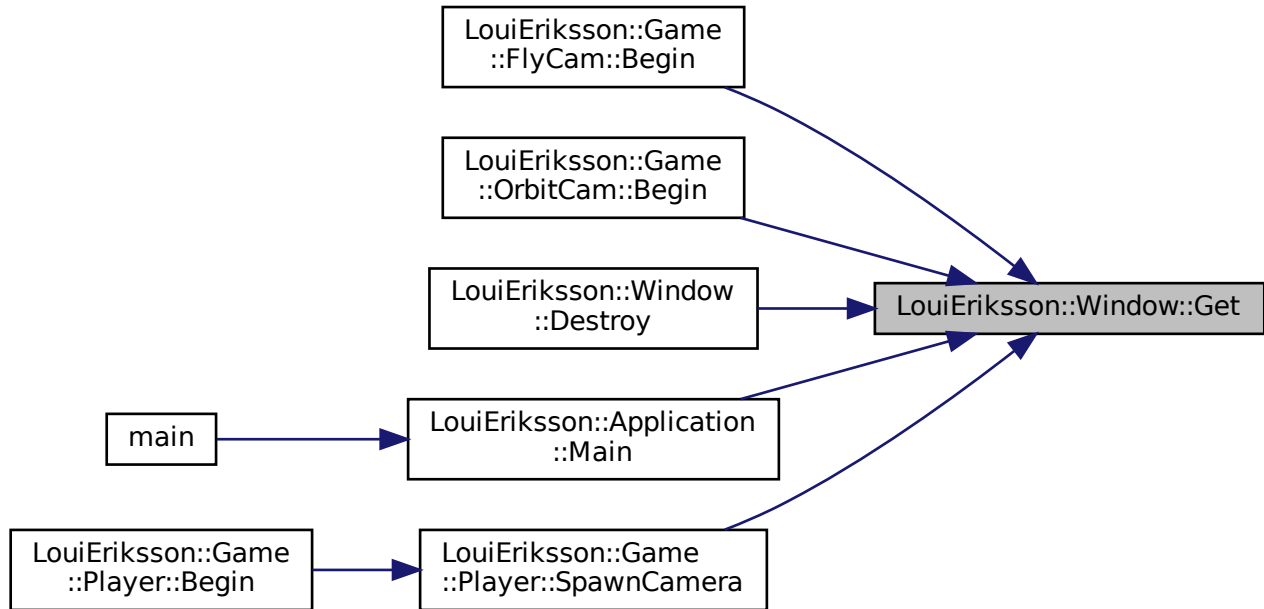 LouiEriksson::Game
::FlyCam::Begin
LouiEriksson::Game
::OrbitCam::Begin
LouiEriksson::Window
::Destroy
LouiEriksson::Window::Get
main
LouiEriksson::Application
::Main
LouiEriksson::Game
::Player::Begin
LouiEriksson::Game
::Player::SpawnCamera